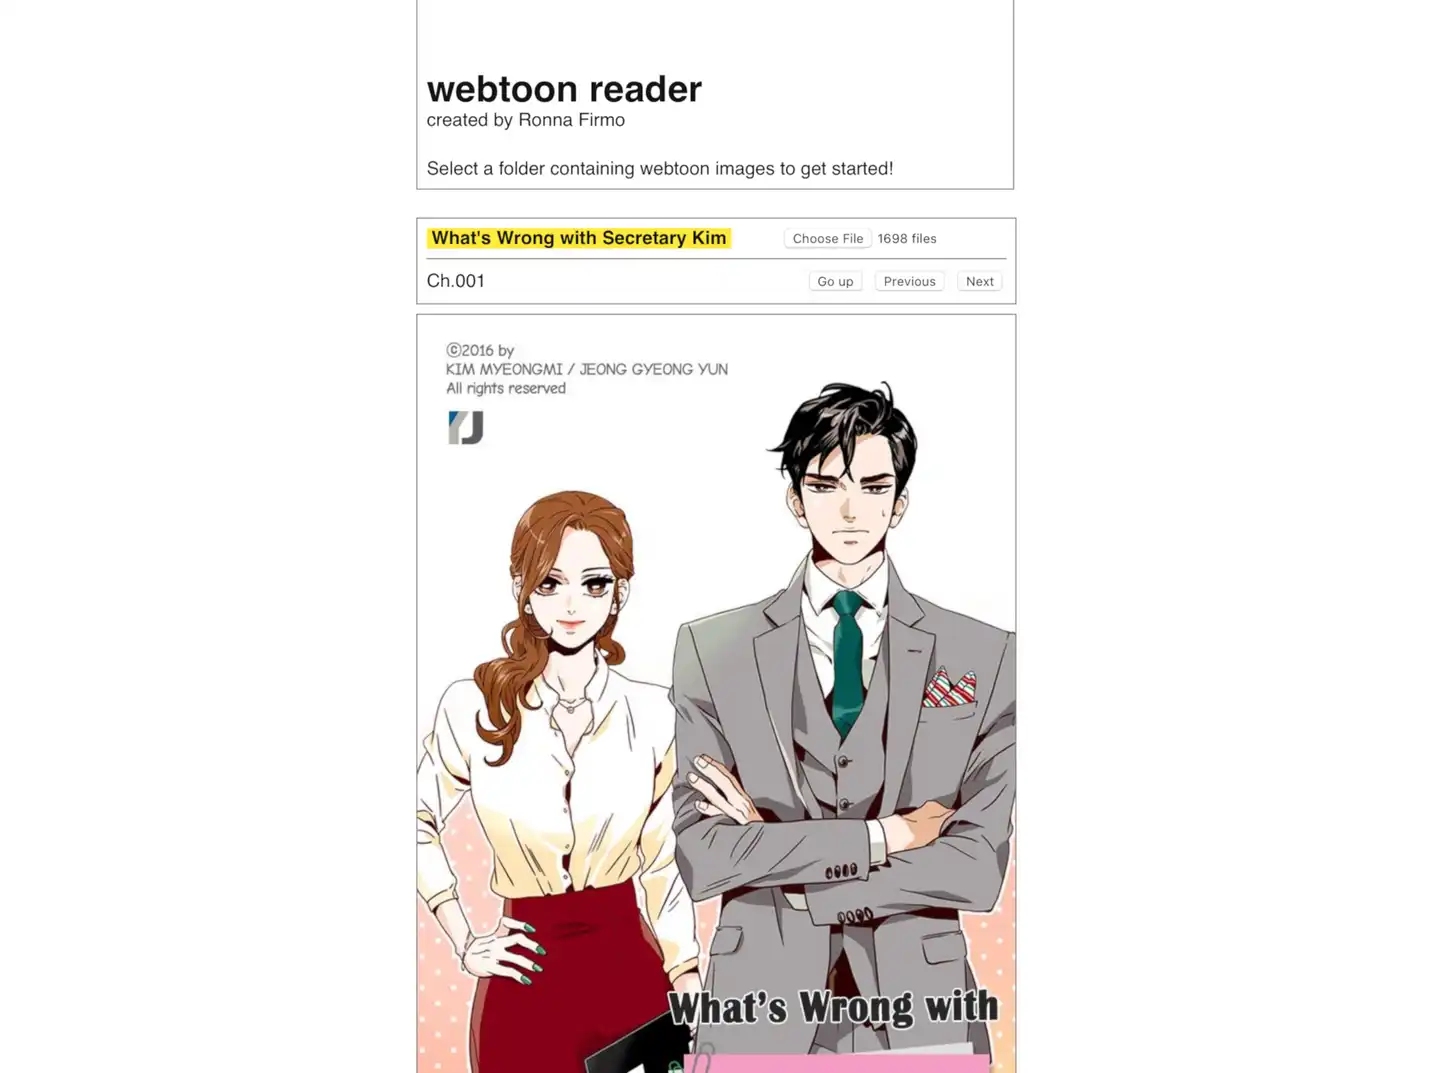 webtoon reader
created by Ronna Firmo
Select a folder containing webtoon images to get started!
What's Wrong with Secretary Kim
Choose File 1698 files
Ch.001
Go up Previous Next
©2016 by
KIM MYEONGMI / JEONG GYEONG YUN
All rights reserved
YJ
What's Wrong with